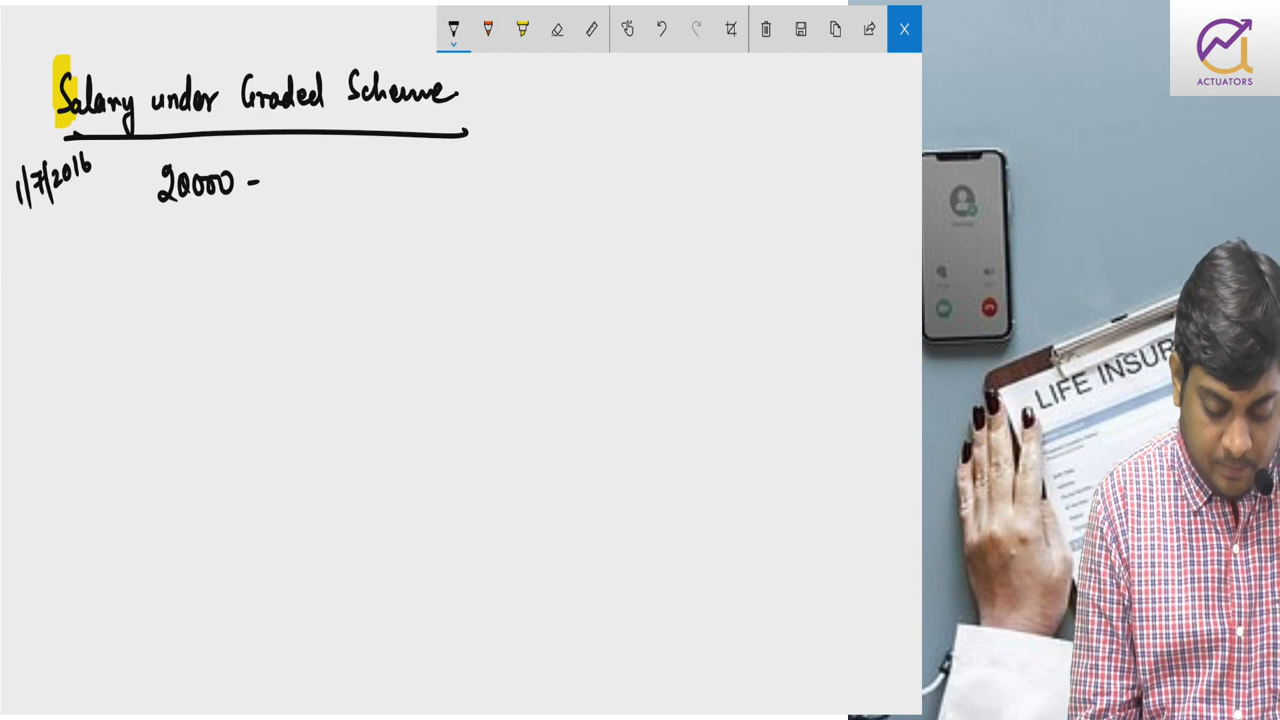 Salary under Graded Scheme
1/7/2016 20000 -
ACTUATORS
LIFE INSUR